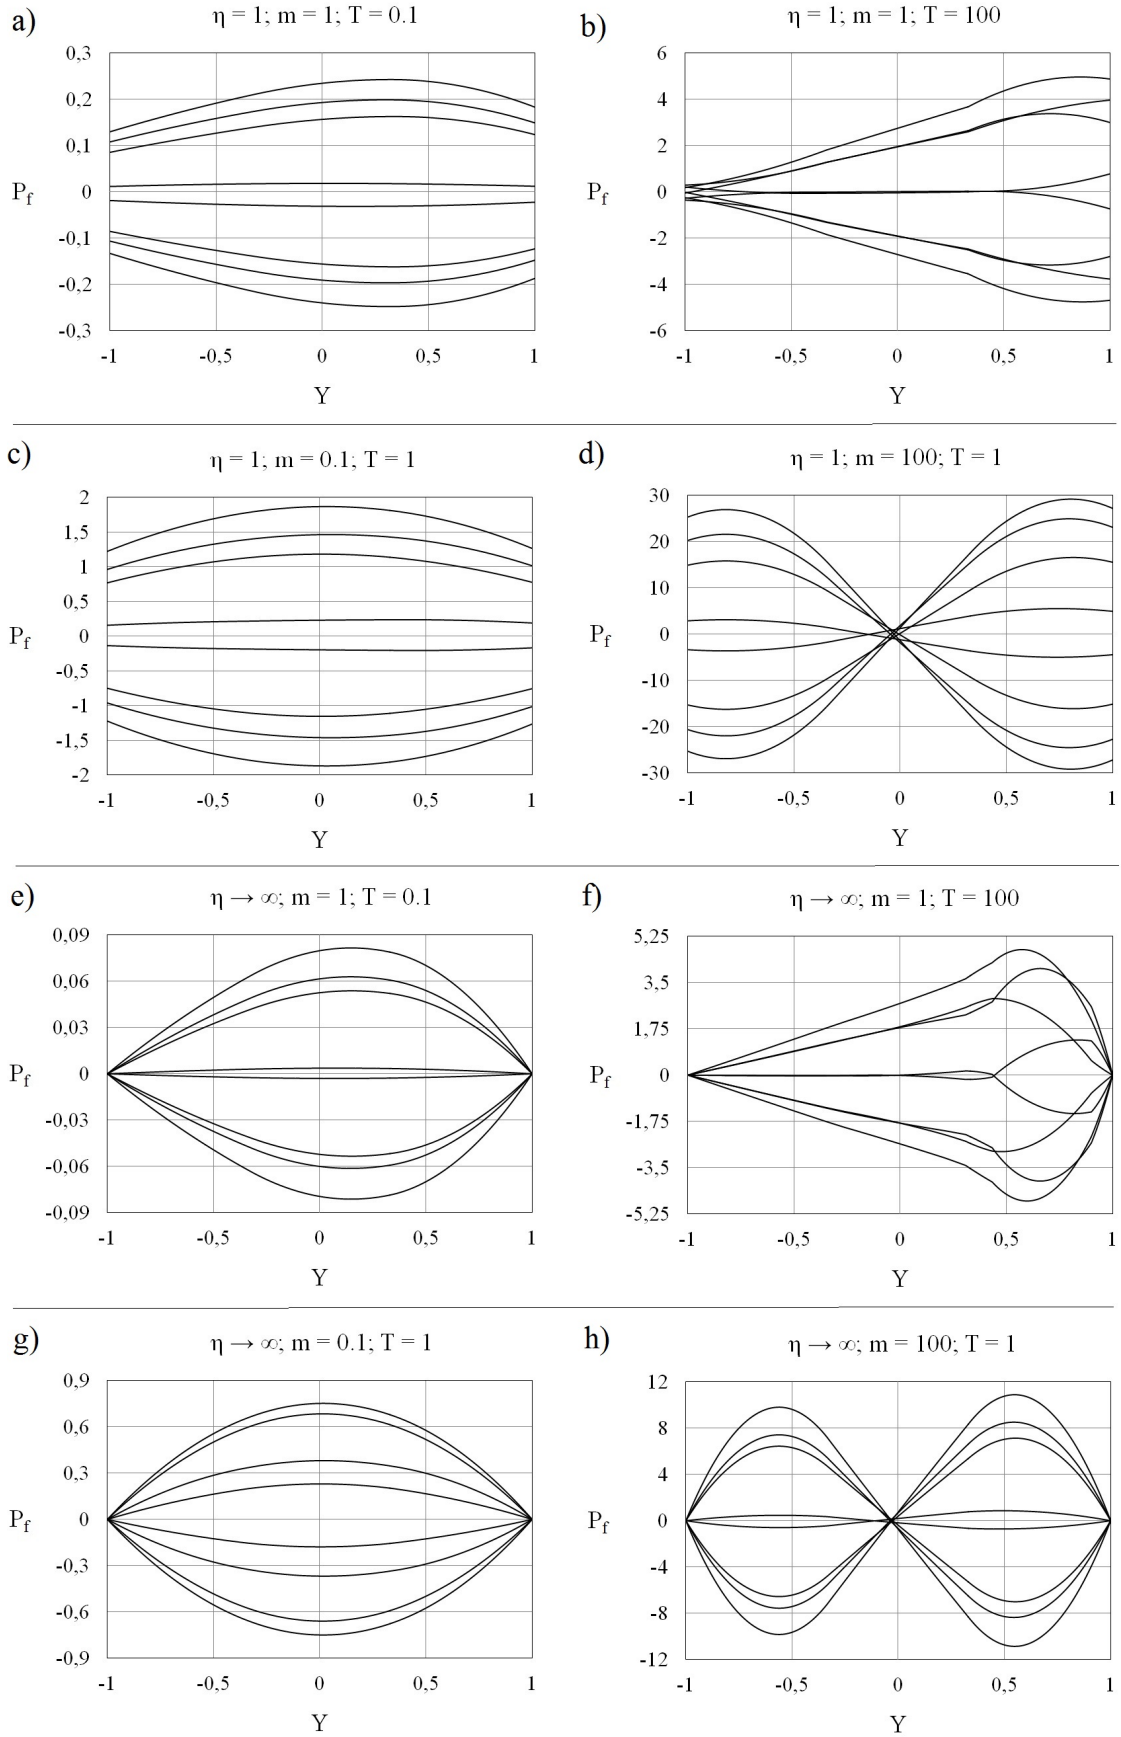 a) η = 1; m = 1; T = 0.1
0,3
0,2
0,1
0
-0,1
-0,2
-0,3
P_f
-1 -0,5 0 0,5 1
Y
b) η = 1; m = 1; T = 100
6
4
2
0
-2
-4
-6
P_f
-1 -0,5 0 0,5 1
Y
c) η = 1; m = 0.1; T = 1
2
1,5
1
0,5
0
-0,5
-1
-1,5
-2
P_f
-1 -0,5 0 0,5 1
Y
d) η = 1; m = 100; T = 1
30
20
10
0
-10
-20
-30
P_f
-1 -0,5 0 0,5 1
Y
e) η → ∞; m = 1; T = 0.1
0,09
0,06
0,03
0
-0,03
-0,06
-0,09
P_f
-1 -0,5 0 0,5 1
Y
f) η → ∞; m = 1; T = 100
5,25
3,5
1,75
0
-1,75
-3,5
-5,25
P_f
-1 -0,5 0 0,5 1
Y
g) η → ∞; m = 0.1; T = 1
0,9
0,6
0,3
0
-0,3
-0,6
-0,9
P_f
-1 -0,5 0 0,5 1
Y
h) η → ∞; m = 100; T = 1
12
8
4
0
-4
-8
-12
P_f
-1 -0,5 0 0,5 1
Y